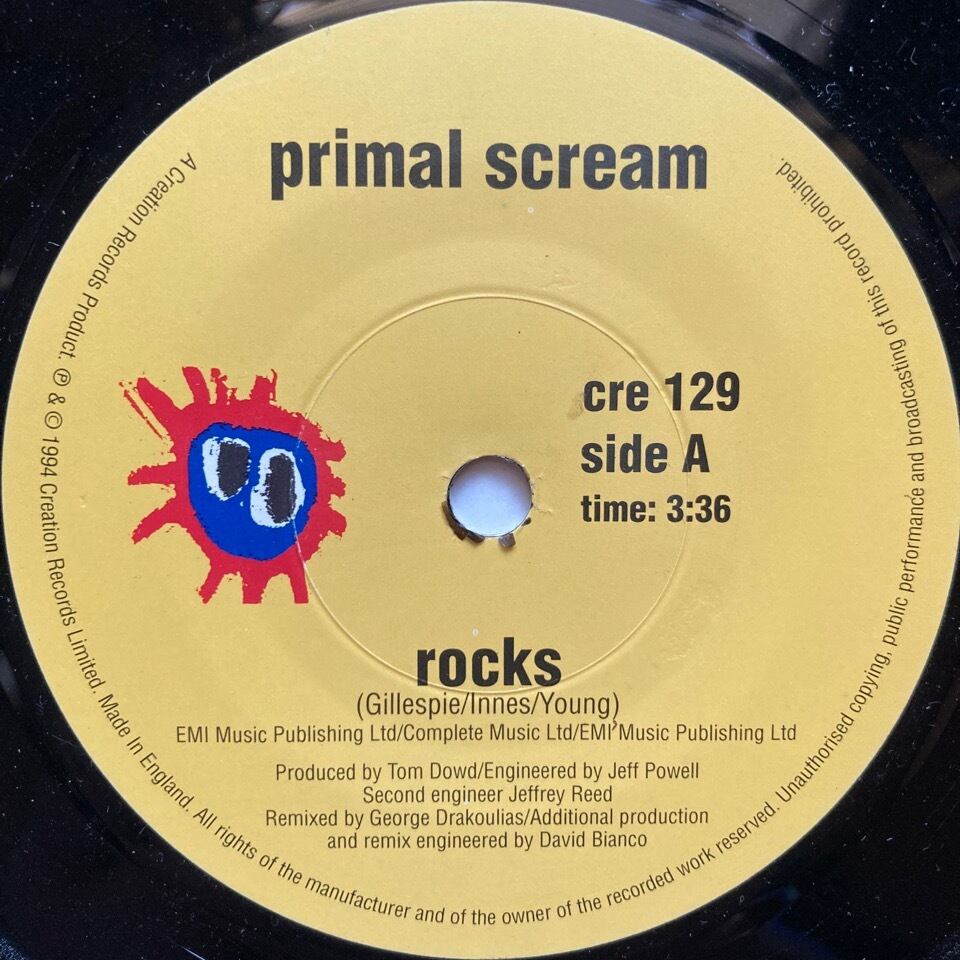 primal scream
cre 129
side A
time: 3:36
rocks
(Gillespie/Innes/Young)
EMI Music Publishing Ltd/Complete Music Ltd/EMI Music Publishing Ltd
Produced by Tom Dowd/Engineered by Jeff Powell
Second engineer Jeffrey Reed
Remixed by George Drakoulias/Additional production
and remix engineered by David Bianco
A Creation Records Product. ℗ & © 1994 Creation Records Limited. Made In England. All rights of the manufacturer and of the owner of the recorded work reserved. Unauthorised copying, public performance and broadcasting of this record prohibited.